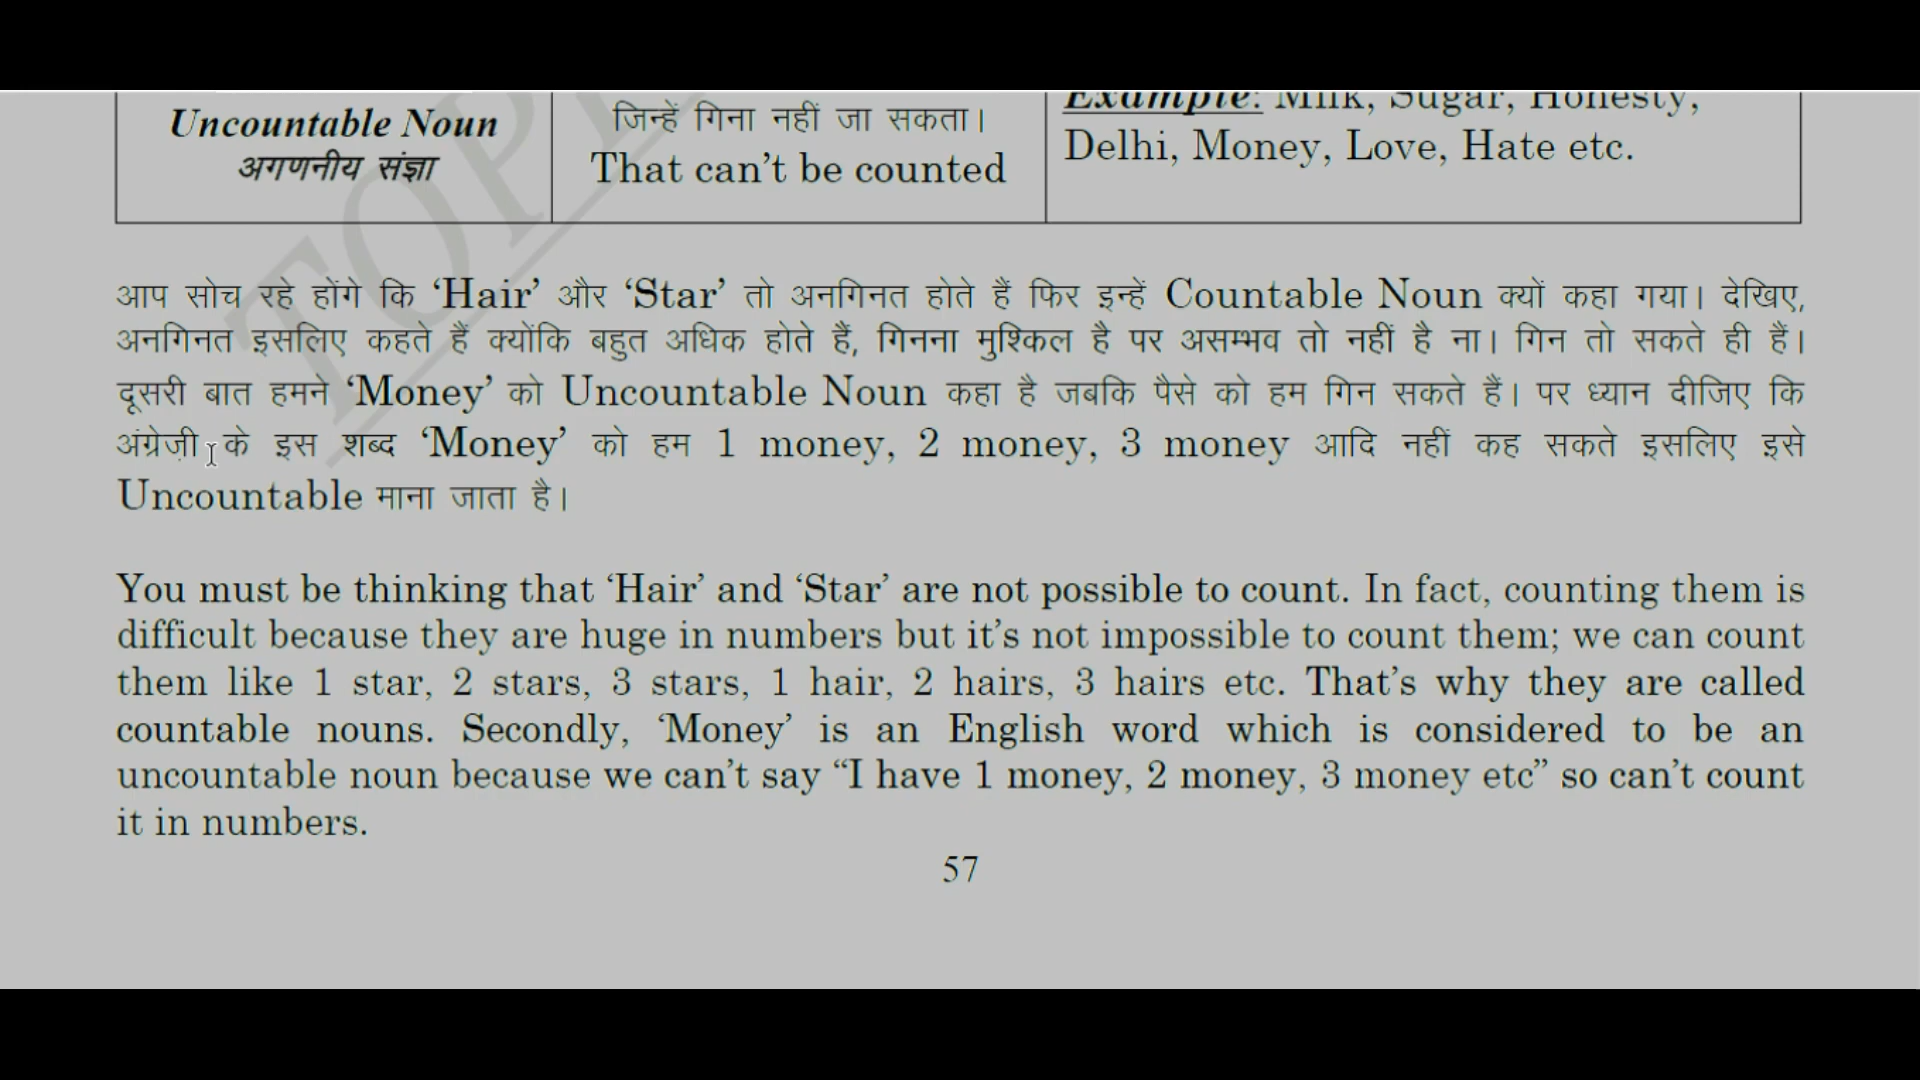 Uncountable Noun
अगणनीय संज्ञा
जिन्हें गिना नहीं जा सकता।
That can't be counted
Example: Milk, Sugar, Honesty,
Delhi, Money, Love, Hate etc.
आप सोच रहे होंगे कि ‘Hair’ और ‘Star’ तो अनगिनत होते हैं फिर इन्हें Countable Noun क्यों कहा गया। देखिए,
अनगिनत इसलिए कहते हैं क्योंकि बहुत अधिक होते हैं, गिनना मुश्किल है पर असम्भव तो नहीं है ना। गिन तो सकते ही हैं।
दूसरी बात हमने ‘Money’ को Uncountable Noun कहा है जबकि पैसे को हम गिन सकते हैं। पर ध्यान दीजिए कि
अंग्रेज़ी के इस शब्द ‘Money’ को हम 1 money, 2 money, 3 money आदि नहीं कह सकते इसलिए इसे
Uncountable माना जाता है।
You must be thinking that ‘Hair’ and ‘Star’ are not possible to count. In fact, counting them is
difficult because they are huge in numbers but it’s not impossible to count them; we can count
them like 1 star, 2 stars, 3 stars, 1 hair, 2 hairs, 3 hairs etc. That’s why they are called
countable nouns. Secondly, ‘Money’ is an English word which is considered to be an
uncountable noun because we can’t say “I have 1 money, 2 money, 3 money etc” so can’t count
it in numbers.
57